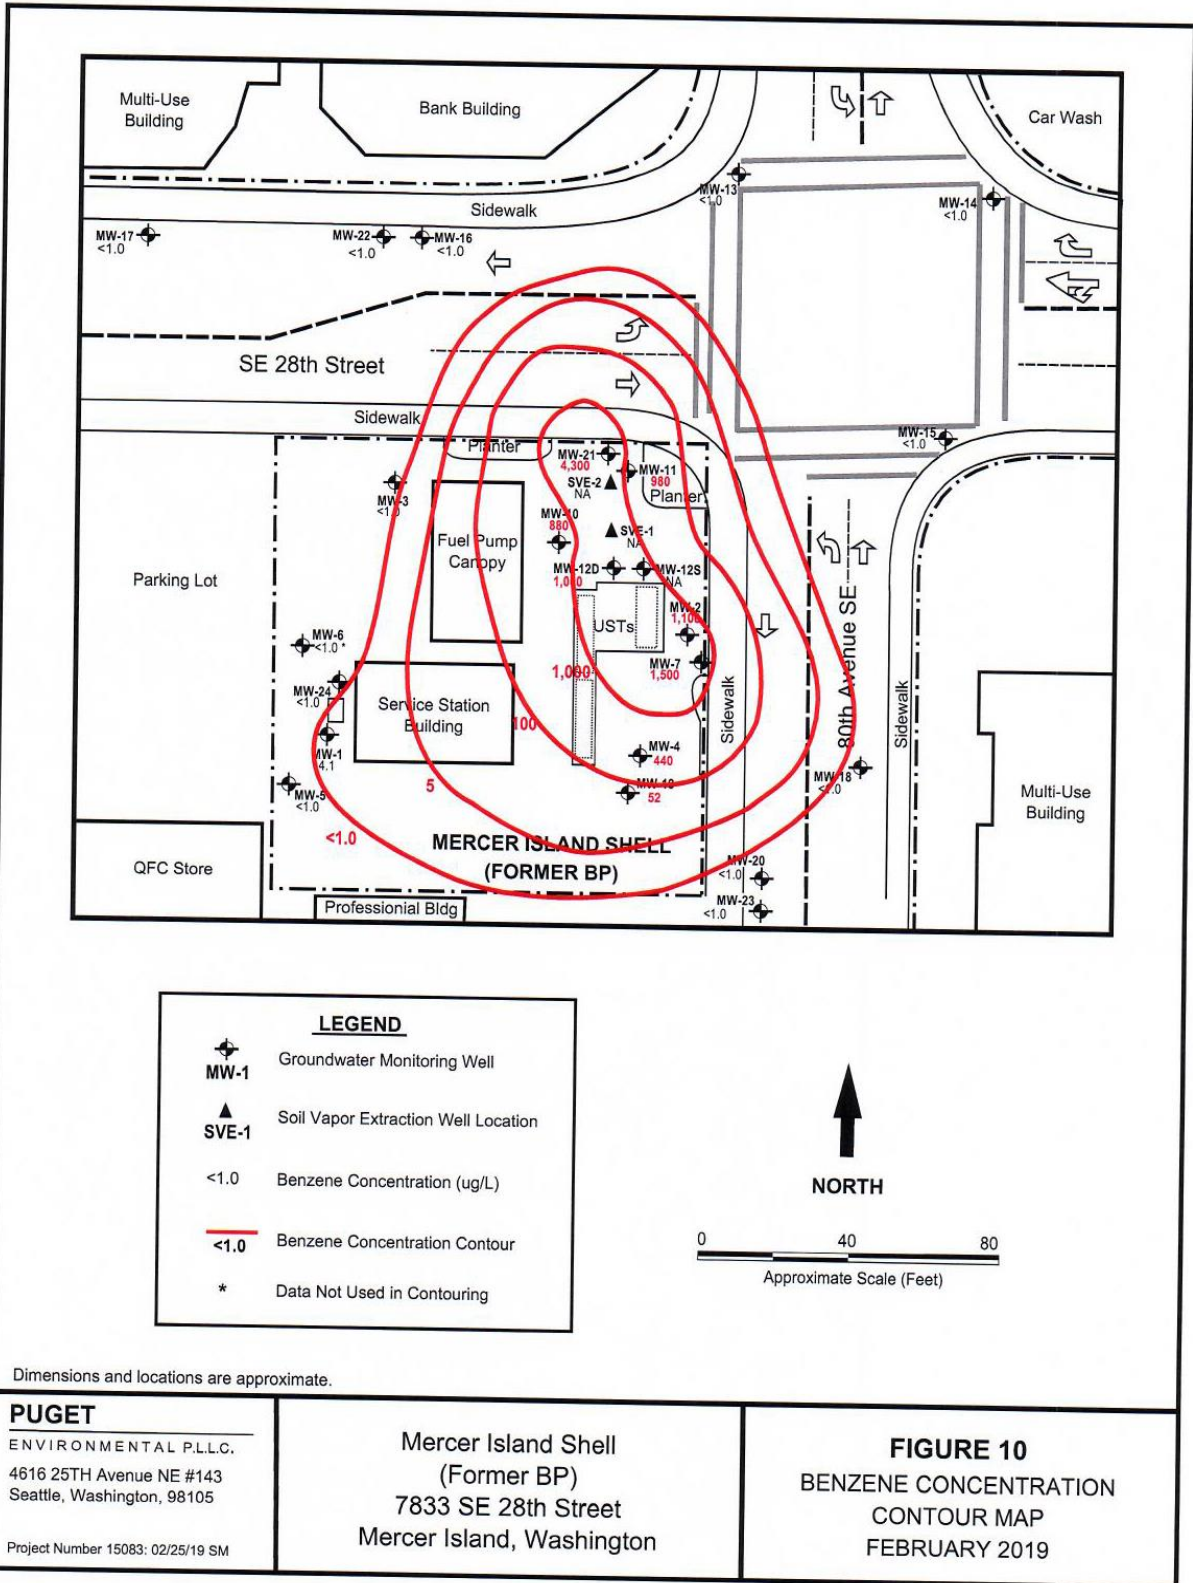 Multi-Use
Building
Bank Building
Car Wash
MW-13
<1.0
MW-14
<1.0
Sidewalk
MW-17
<1.0
MW-22
<1.0
MW-16
<1.0
SE 28th Street
Sidewalk
MW-15
<1.0
Planter
MW-21
4,300
MW-11
980
SVE-2
NA
Planter
MW-3
<1.0
MW-10
880
SVE-1
NA
Fuel Pump
Canopy
MW-12D
1,000
MW-12S
NA
Parking Lot
USTs
MW-2
1,100
MW-6
<1.0 *
MW-7
1,500
1,000
MW-24
<1.0
Service Station
Building
100
Sidewalk
80th Avenue SE
Sidewalk
MW-1
4.1
MW-4
440
MW-18
<1.0
MW-5
<1.0
5
52
Multi-Use
Building
<1.0
MERCER ISLAND SHELL
(FORMER BP)
QFC Store
MW-20
<1.0
MW-23
<1.0
Professionial Bldg
LEGEND
MW-1
Groundwater Monitoring Well
SVE-1
Soil Vapor Extraction Well Location
<1.0
Benzene Concentration (ug/L)
<1.0
Benzene Concentration Contour
*
Data Not Used in Contouring
NORTH
0 40 80
Approximate Scale (Feet)
Dimensions and locations are approximate.
PUGET
ENVIRONMENTAL P.L.L.C.
4616 25TH Avenue NE #143
Seattle, Washington, 98105
Project Number 15083: 02/25/19 SM
Mercer Island Shell
(Former BP)
7833 SE 28th Street
Mercer Island, Washington
FIGURE 10
BENZENE CONCENTRATION
CONTOUR MAP
FEBRUARY 2019